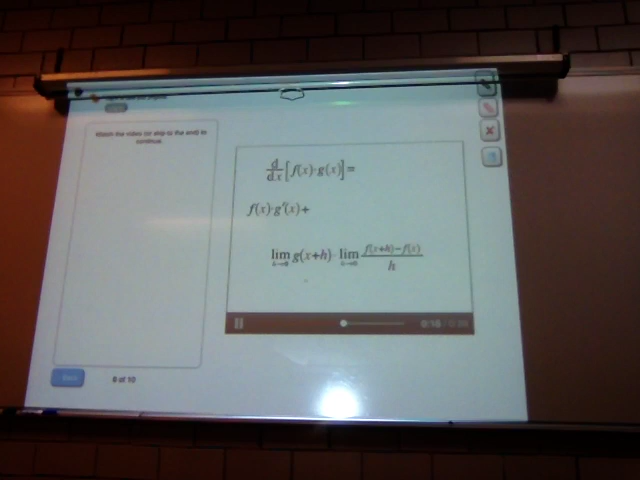 Watch the video (or skip to the end) to
continue.
d/dx [f(x)·g(x)]=
f(x)·g'(x)+
lim h→0 g(x+h)· lim h→0 f(x+h)−f(x) / h
8 of 10